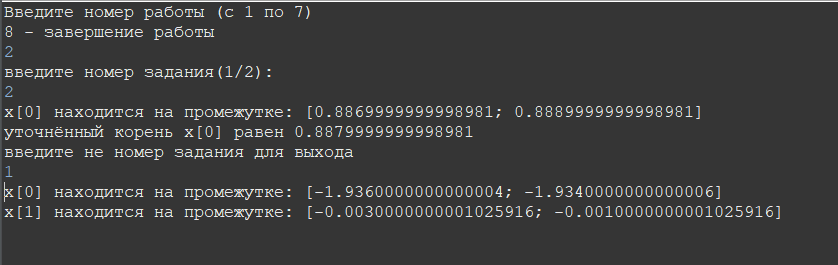 Введите номер работы (с 1 по 7)
8 - завершение работы
2
введите номер задания(1/2):
2
x[0] находится на промежутке: [0.8869999999998981; 0.8889999999998981]
уточнённый корень x[0] равен 0.8879999999998981
введите не номер задания для выхода
1
x[0] находится на промежутке: [-1.9360000000000004; -1.9340000000000006]
x[1] находится на промежутке: [-0.0030000000001025916; -0.0010000000001025916]